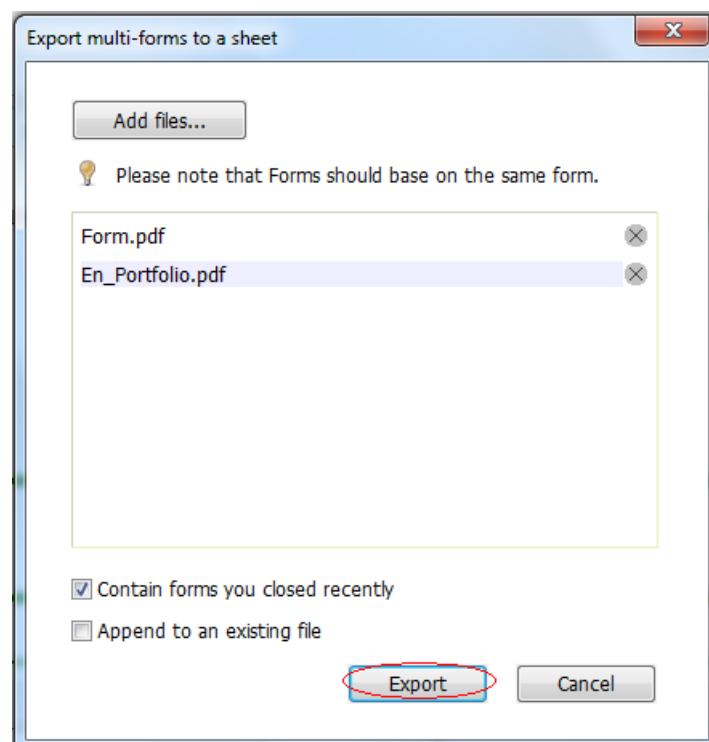 Export multi-forms to a sheet
Add files...
Please note that Forms should base on the same form.
Form.pdf
En_Portfolio.pdf
Contain forms you closed recently
Append to an existing file
Export Cancel